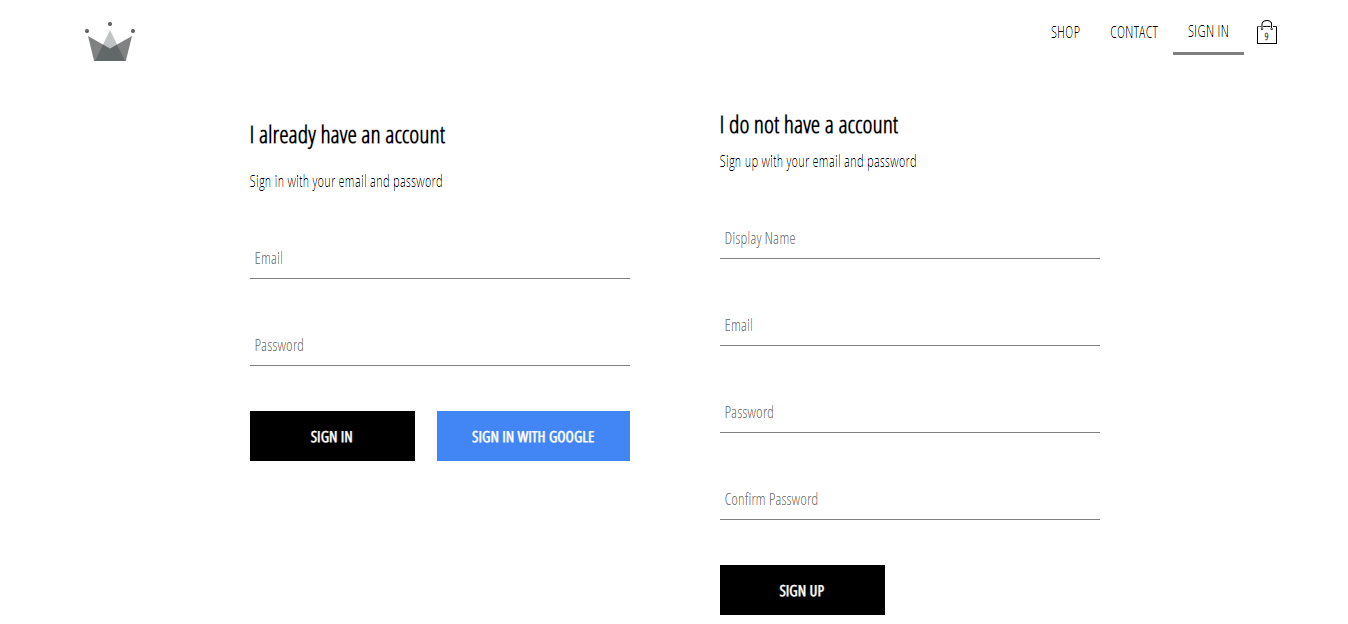 SHOP
CONTACT
SIGN IN
9
I already have an account
Sign in with your email and password
Email
Password
SIGN IN
SIGN IN WITH GOOGLE
I do not have a account
Sign up with your email and password
Display Name
Email
Password
Confirm Password
SIGN UP